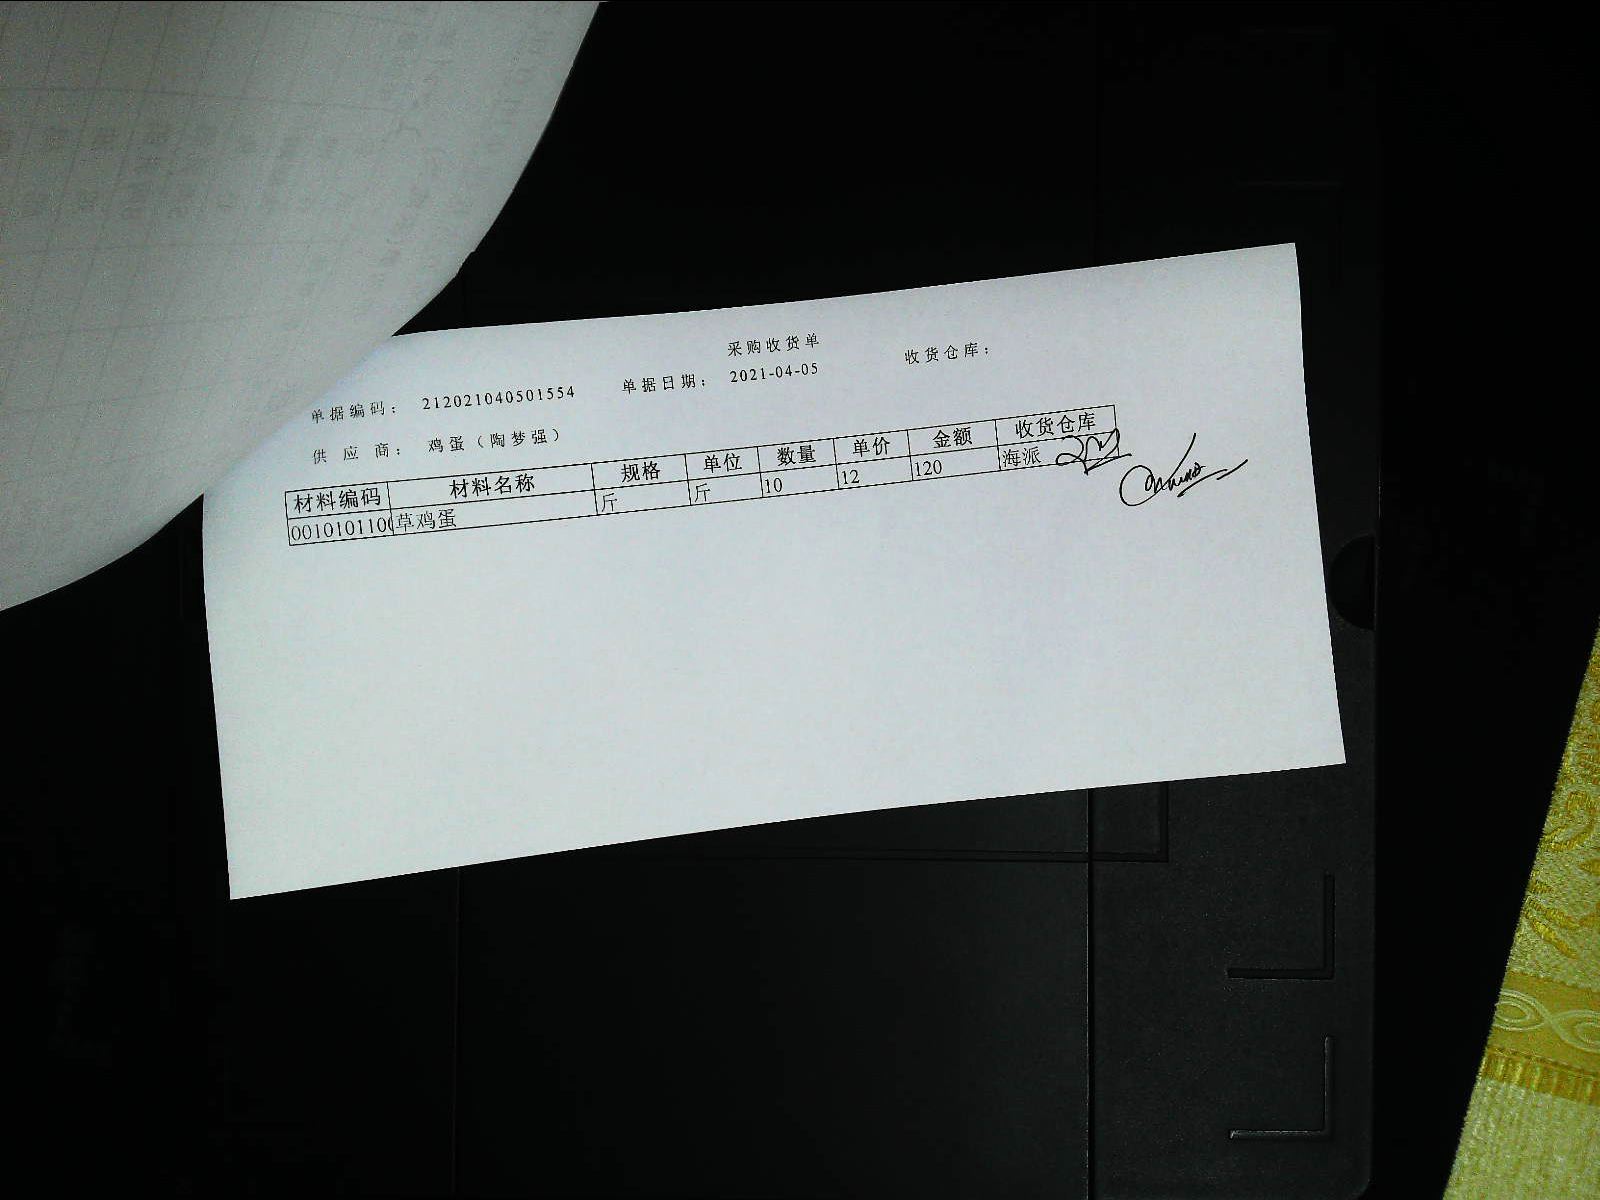 采购收货单
单据编码： 212021040501554 单据日期： 2021-04-05 收货仓库：
供应商： 鸡蛋（陶梦强）
材料编码 材料名称 规格 单位 数量 单价 金额 收货仓库
0010101100 草鸡蛋 斤 斤 10 12 120 海派